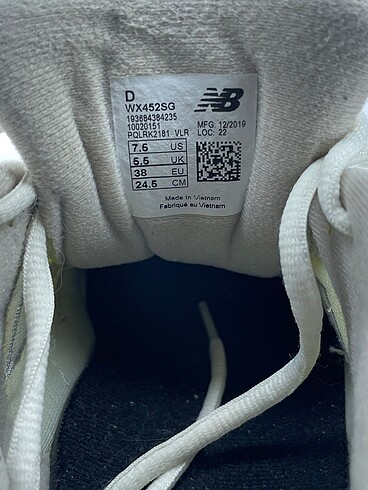 D
WX452SG
193684384235
10020151
PQLRK2181 VLR
NB
MFG: 12/2019
LOC: 22
7.5 US
5.5 UK
38 EU
24.5 CM
Made in Vietnam
Fabriqué au Vietnam